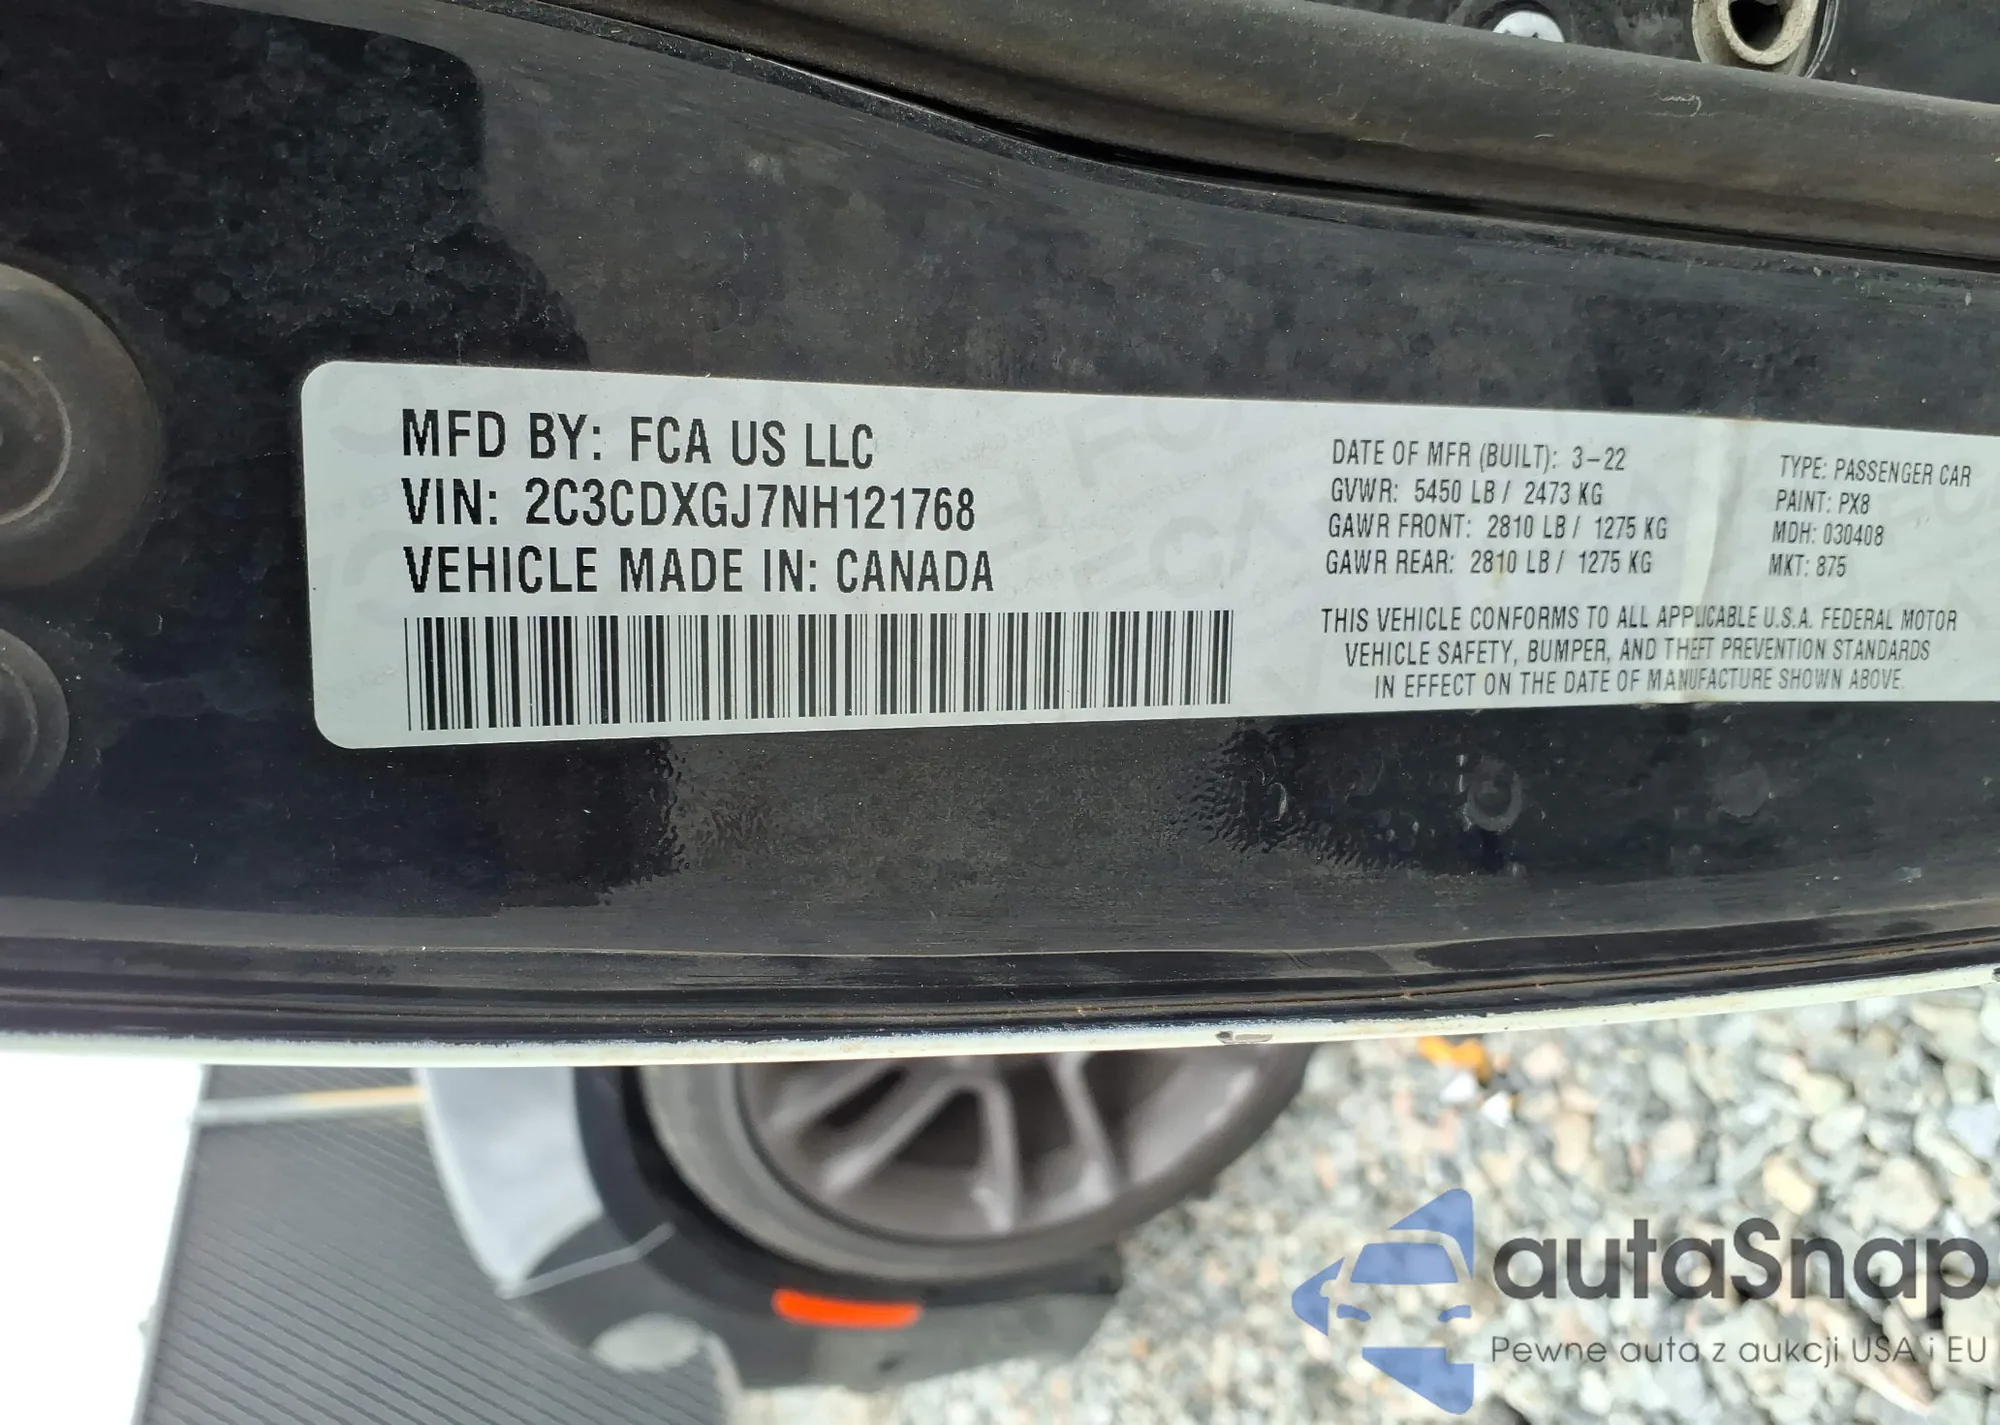 MFD BY: FCA US LLC
VIN: 2C3CDXGJ7NH121768
VEHICLE MADE IN: CANADA
DATE OF MFR (BUILT): 3-22
GVWR: 5450 LB / 2473 KG
GAWR FRONT: 2810 LB / 1275 KG
GAWR REAR: 2810 LB / 1275 KG
TYPE: PASSENGER CAR
PAINT: PX8
MDH: 030408
MKT: 875
THIS VEHICLE CONFORMS TO ALL APPLICABLE U.S.A. FEDERAL MOTOR
VEHICLE SAFETY, BUMPER, AND THEFT PREVENTION STANDARDS
IN EFFECT ON THE DATE OF MANUFACTURE SHOWN ABOVE.
autaSnap
Pewne auta z aukcji USA i EU